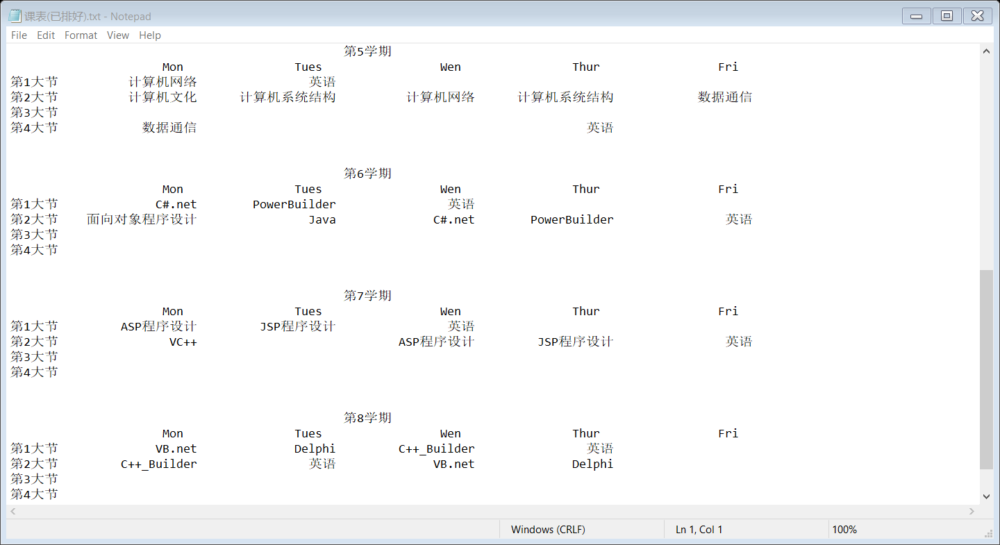 课表(已排好).txt - Notepad
File Edit Format View Help
第5学期
Mon Tues Wen Thur Fri
第1大节 计算机网络 英语
第2大节 计算机文化 计算机系统结构 计算机网络 计算机系统结构 数据通信
第3大节
第4大节 数据通信 英语
第6学期
Mon Tues Wen Thur Fri
第1大节 C#.net PowerBuilder 英语
第2大节 面向对象程序设计 Java C#.net PowerBuilder 英语
第3大节
第4大节
第7学期
Mon Tues Wen Thur Fri
第1大节 ASP程序设计 JSP程序设计 英语
第2大节 VC++ ASP程序设计 JSP程序设计 英语
第3大节
第4大节
第8学期
Mon Tues Wen Thur Fri
第1大节 VB.net Delphi C++_Builder 英语
第2大节 C++_Builder 英语 VB.net Delphi
第3大节
第4大节
Windows (CRLF) Ln 1, Col 1 100%